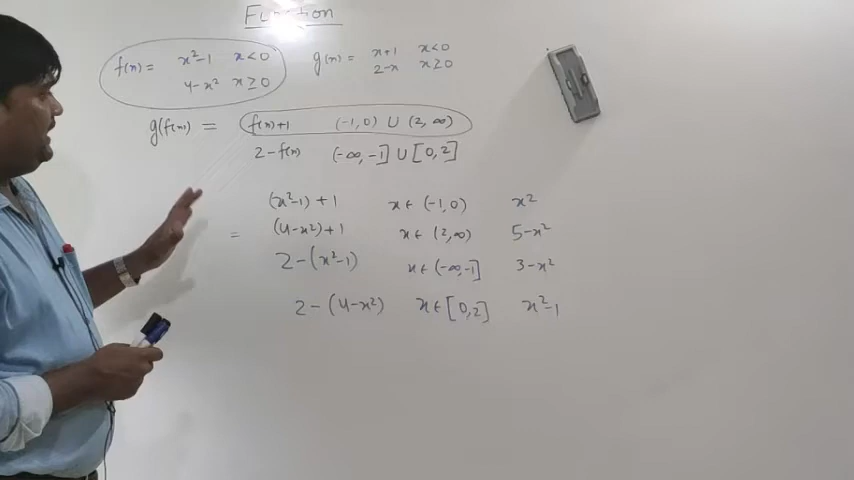 Function
f(x) = x²-1 x<0 g(x) = x+1 x<0
4-x² x≥0 2-x x≥0
g(f(x)) = f(x)+1 (-1,0) ∪ (2,∞)
2-f(x) (-∞,-1] ∪ [0,2]
(x²-1)+1 x∈(-1,0) x²
= (4-x²)+1 x∈(2,∞) 5-x²
2-(x²-1) x∈(-∞,-1] 3-x²
2-(4-x²) x∈[0,2] x²-1